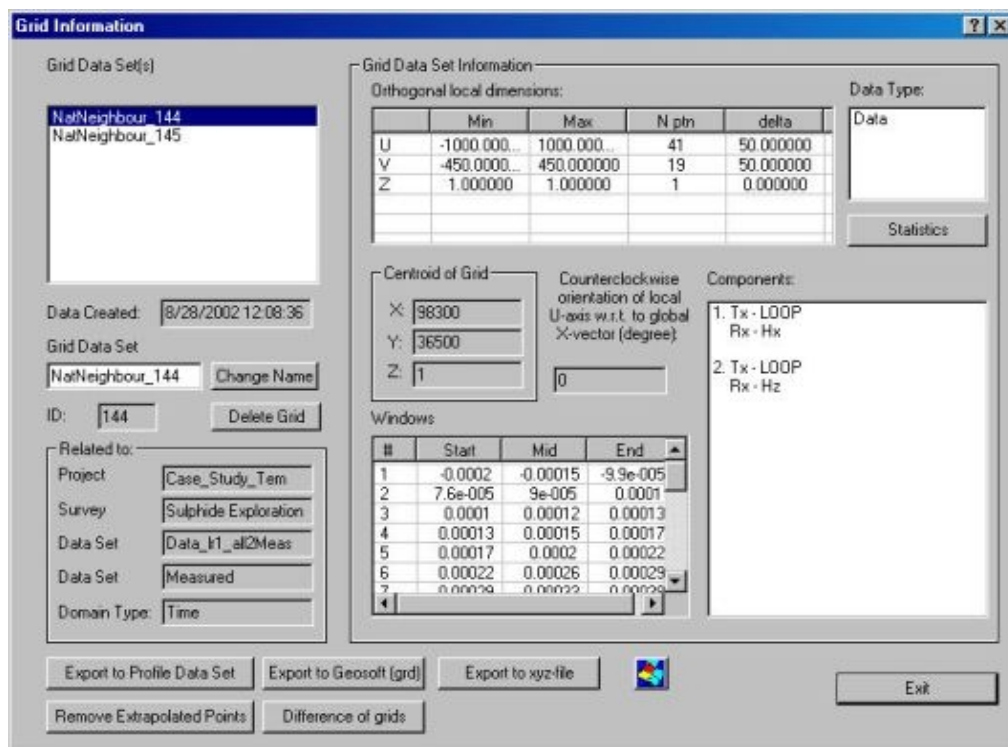 Grid Information
Grid Data Set(s)
NatNeighbour_144
NatNeighbour_145
Data Created: 8/28/2002 12:08:36
Grid Data Set
NatNeighbour_144 Change Name
ID: 144 Delete Grid
Related to:
Project Case_Study_Tem
Survey Sulphide Exploration
Data Set Data_lr1_all2Meas
Data Set Measured
Domain Type: Time
Grid Data Set Information
Orthogonal local dimensions:
Min Max N ptn delta
U -1000.000... 1000.000... 41 50.000000
V -450.0000... 450.000000 19 50.000000
Z 1.000000 1.000000 1 0.000000
Data Type:
Data
Statistics
Centroid of Grid
X: 98300
Y: 36500
Z: 1
Counterclockwise
orientation of local
U-axis w.r.t. to global
X-vector (degree):
0
Components:
1. Tx - LOOP
Rx - Hx
2. Tx - LOOP
Rx - Hz
Windows
# Start Mid End
1 -0.0002 -0.00015 -9.9e-005
2 7.6e-005 9e-005 0.0001
3 0.0001 0.00012 0.00013
4 0.00013 0.00015 0.00017
5 0.00017 0.0002 0.00022
6 0.00022 0.00026 0.00029
7 0.00029
Export to Profile Data Set Export to Geosoft (grd) Export to xyz-file
Exit
Remove Extrapolated Points Difference of grids